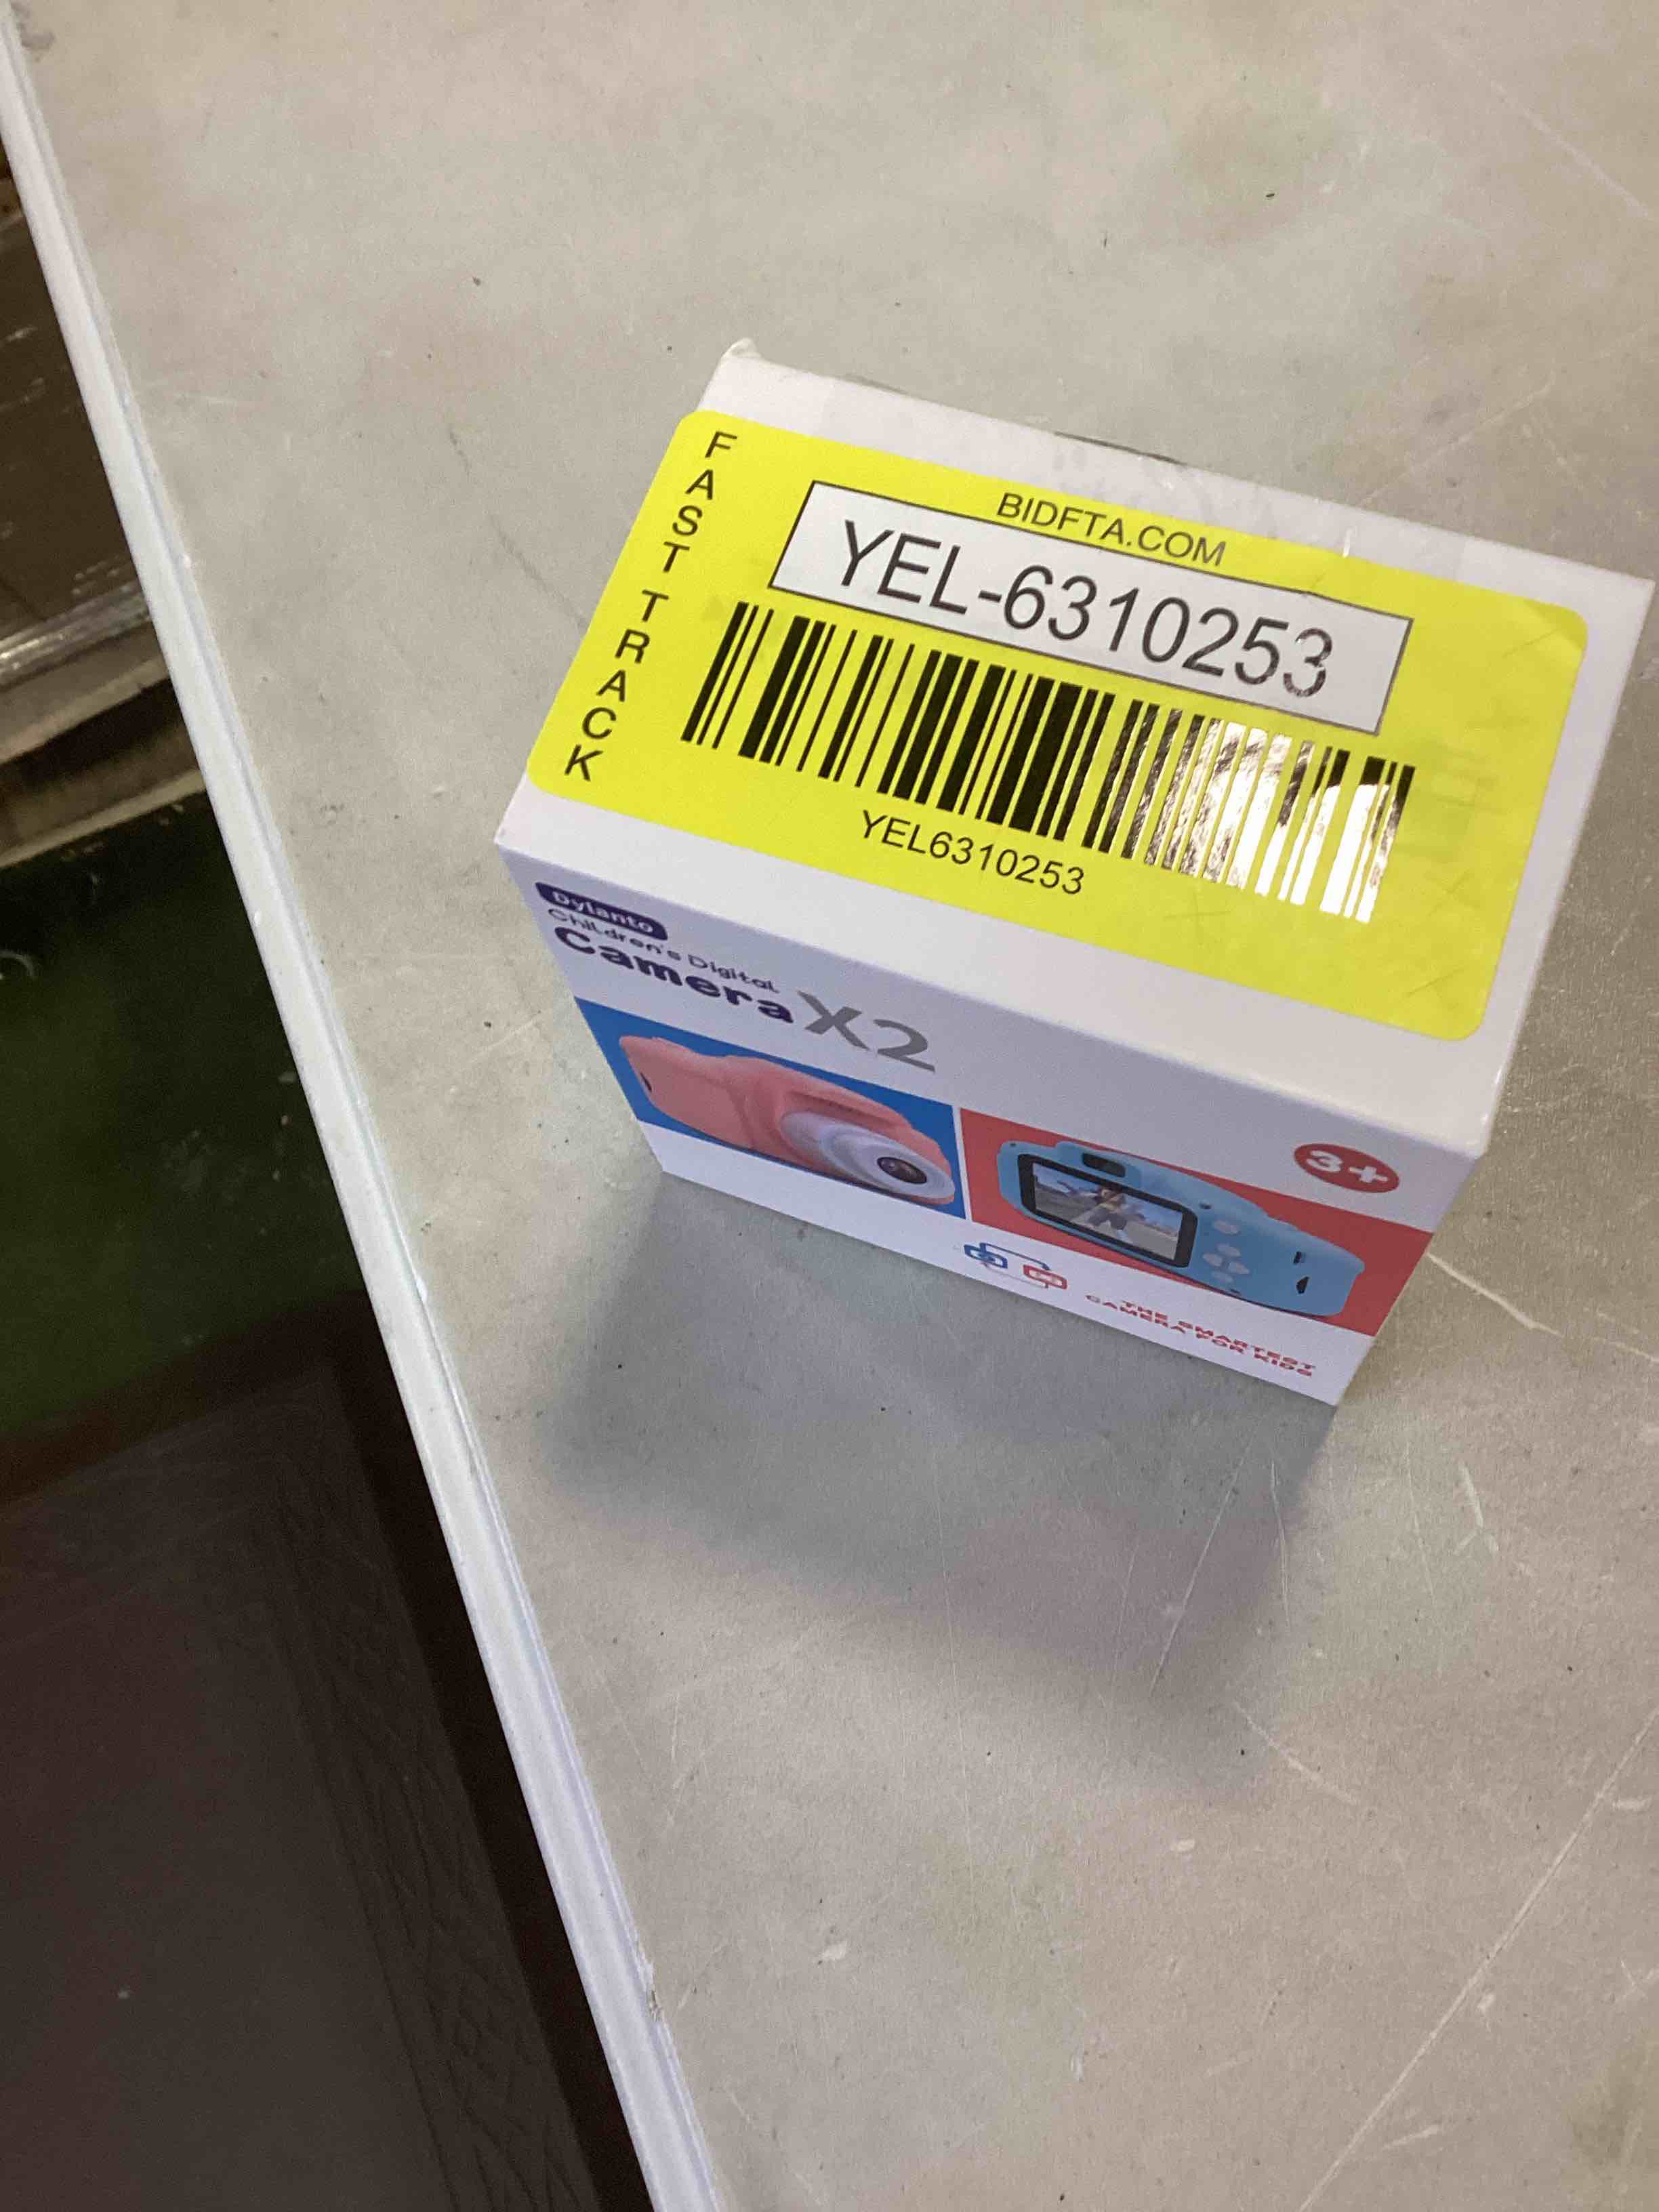 FAST TRACK
BIDFTA.COM
YEL-6310253
YEL6310253
Dylanto
Children's Digital
Camera X2
3+
THE SMARTEST
CAMERA FOR KIDS